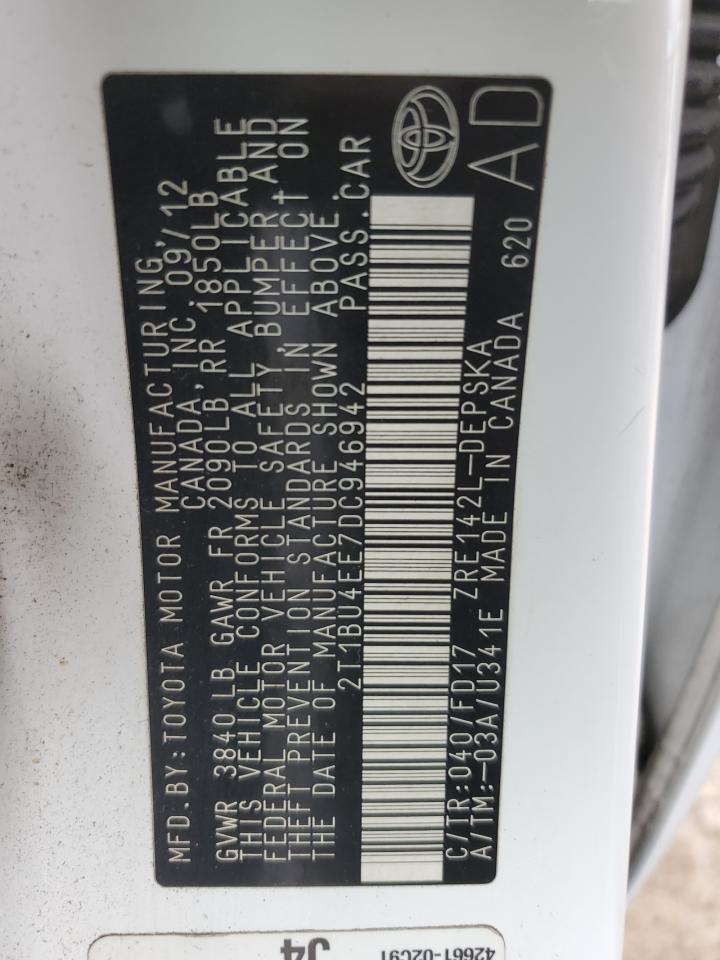 MFD.BY:TOYOTA MOTOR MANUFACTURING,
CANADA,INC.09/12
GVWR 3840LB GAWR FR 2090LB,RR 1850LB
THIS VEHICLE CONFORMS TO ALL APPLICABLE
FEDERAL MOTOR VEHICLE SAFETY, BUMPER, AND
THEFT PREVENTION STANDARDS IN EFFECT ON
THE DATE OF MANUFACTURE SHOWN ABOVE.
2T1BU4EE7DC946942 PASS.CAR
C/TR:040/FD17 ZRE142L-DEPSKA
A/TM:-03A/U341E MADE IN CANADA 620
AD
J4
42661-02C91